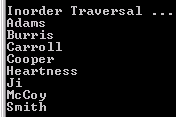 Inorder Traversal ...
Adams
Burris
Carroll
Cooper
Heartness
Ji
McCoy
Smith